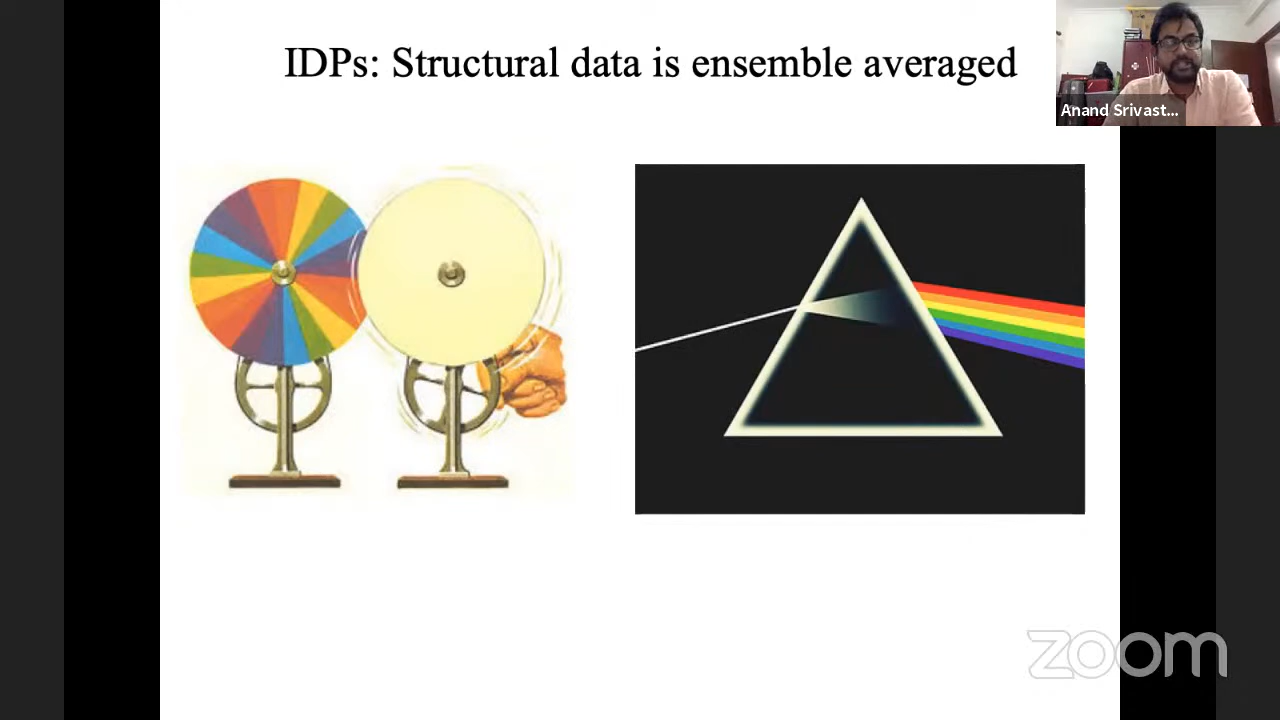 IDPs: Structural data is ensemble averaged
Anand Srivast...
zoom